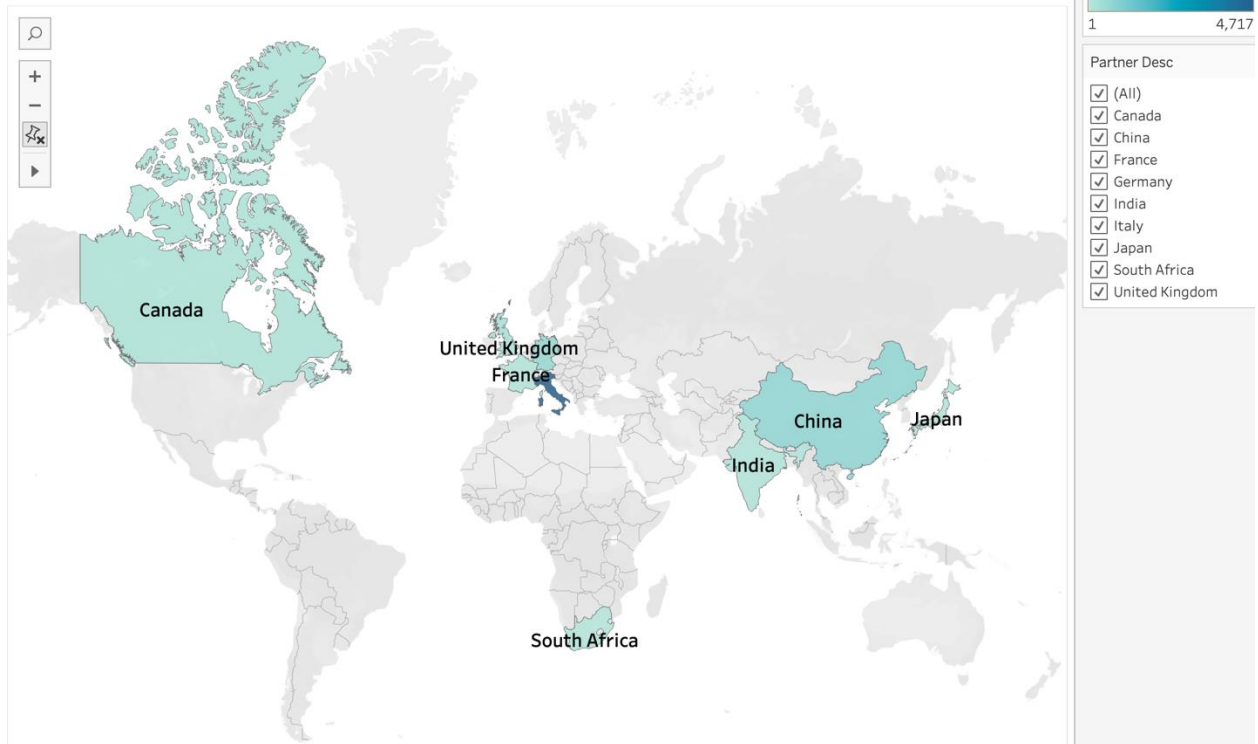 1 4,717
Partner Desc
(All)
Canada
China
France
Germany
India
Italy
Japan
South Africa
United Kingdom
Canada
United Kingdom
France
China
Japan
India
South Africa